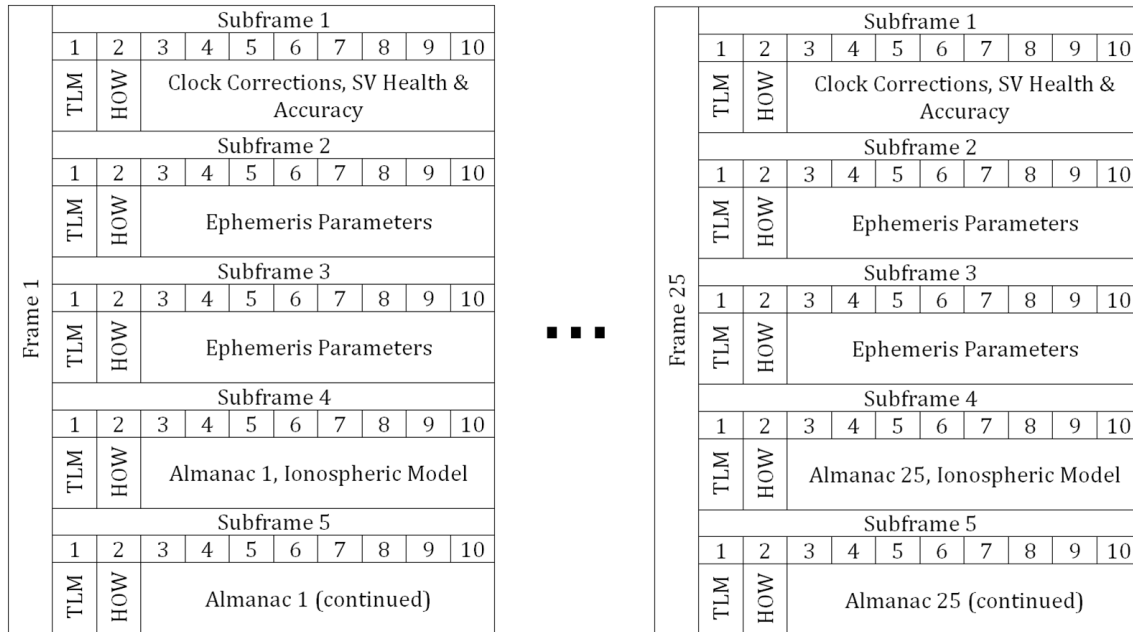 Frame 1
Subframe 1
1 2 3 4 5 6 7 8 9 10
TLM HOW Clock Corrections, SV Health &
Accuracy
Subframe 2
1 2 3 4 5 6 7 8 9 10
TLM HOW Ephemeris Parameters
Subframe 3
1 2 3 4 5 6 7 8 9 10
TLM HOW Ephemeris Parameters
Subframe 4
1 2 3 4 5 6 7 8 9 10
TLM HOW Almanac 1, Ionospheric Model
Subframe 5
1 2 3 4 5 6 7 8 9 10
TLM HOW Almanac 1 (continued)
...
Frame 25
Subframe 1
1 2 3 4 5 6 7 8 9 10
TLM HOW Clock Corrections, SV Health &
Accuracy
Subframe 2
1 2 3 4 5 6 7 8 9 10
TLM HOW Ephemeris Parameters
Subframe 3
1 2 3 4 5 6 7 8 9 10
TLM HOW Ephemeris Parameters
Subframe 4
1 2 3 4 5 6 7 8 9 10
TLM HOW Almanac 25, Ionospheric Model
Subframe 5
1 2 3 4 5 6 7 8 9 10
TLM HOW Almanac 25 (continued)